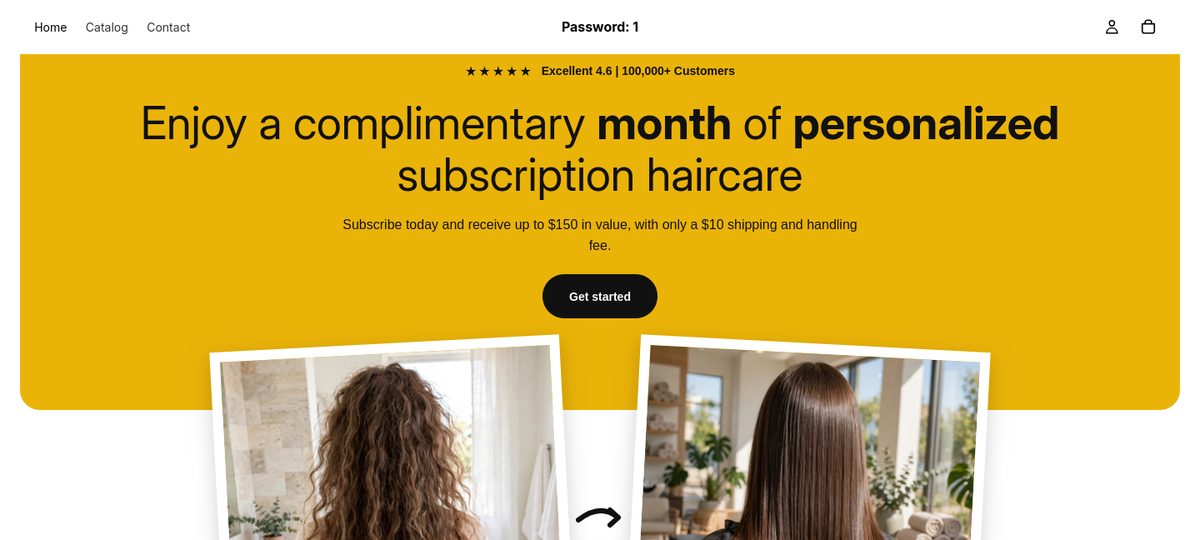 Home Catalog Contact Password: 1
★★★★★ Excellent 4.6 | 100,000+ Customers
Enjoy a complimentary month of personalized
subscription haircare
Subscribe today and receive up to $150 in value, with only a $10 shipping and handling
fee.
Get started